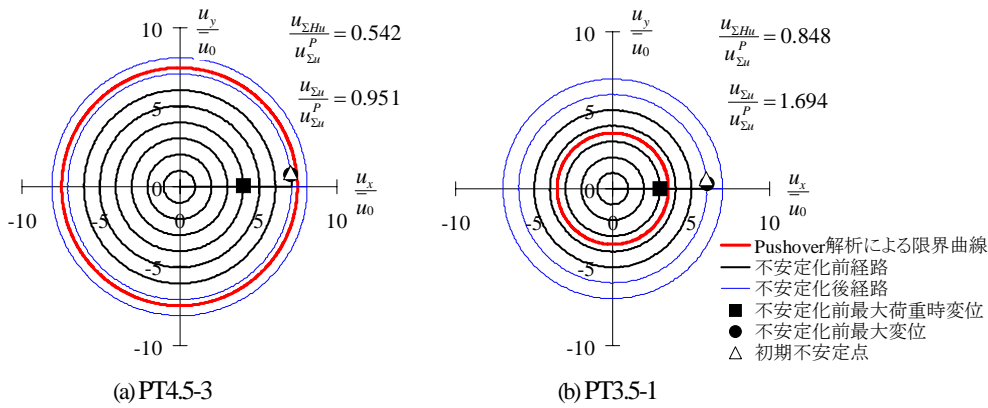 u_y / ū_0
u_ΣHu / u^P_Σu = 0.542
u_Σu / u^P_Σu = 0.951
10
5
0
-5
-10
-10
-5
0
5
10
u_x / ū_0
(a) PT4.5-3
u_y / ū_0
u_ΣHu / u^P_Σu = 0.848
u_Σu / u^P_Σu = 1.694
10
5
0
-5
-10
-10
-5
0
5
10
u_x / ū_0
Pushover解析による限界曲線
不安定化前経路
不安定化後経路
不安定化前最大荷重時変位
不安定化前最大変位
初期不安定点
(b) PT3.5-1